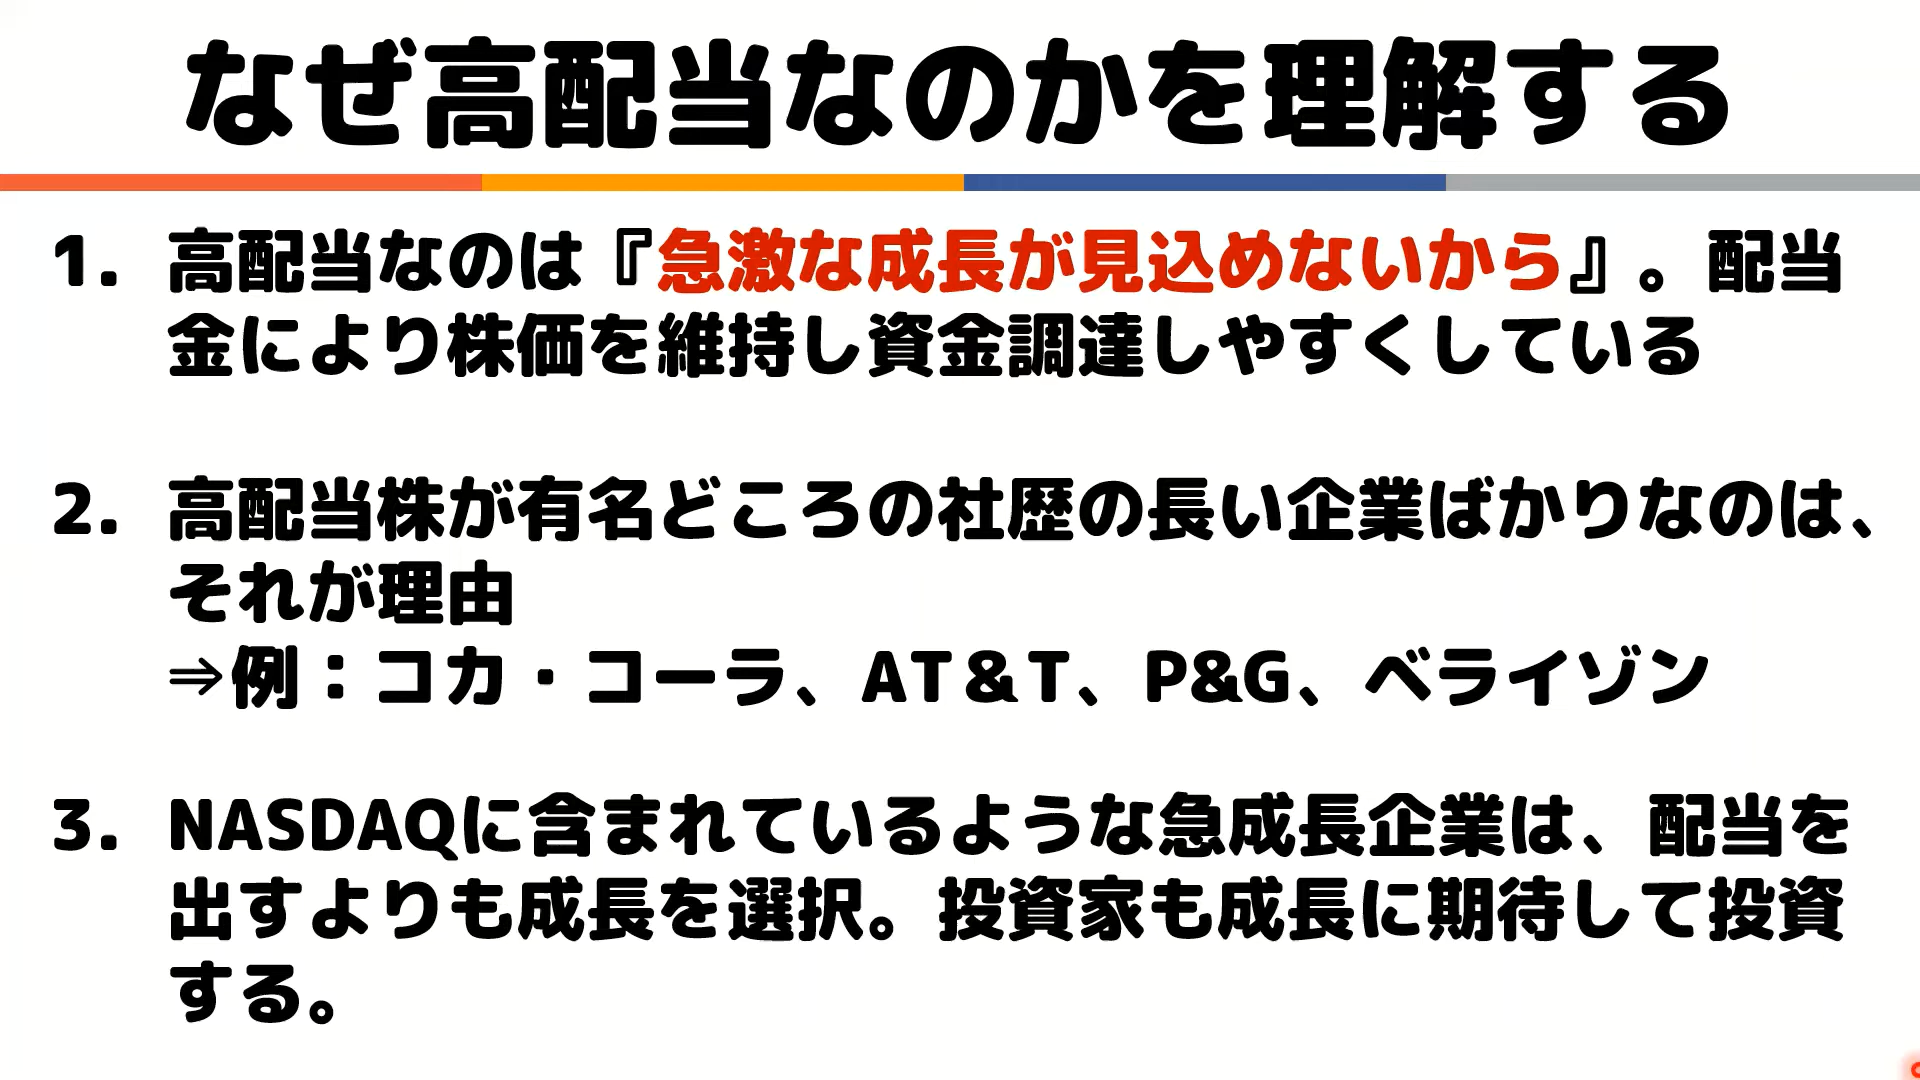 なぜ高配当なのかを理解する
1. 高配当なのは『急激な成長が見込めないから』。配当
金により株価を維持し資金調達しやすくしている
2. 高配当株が有名どころの社歴の長い企業ばかりなのは、
それが理由
⇒例：コカ・コーラ、AT＆T、P&G、ベライゾン
3. NASDAQに含まれているような急成長企業は、配当を
出すよりも成長を選択。投資家も成長に期待して投資
する。